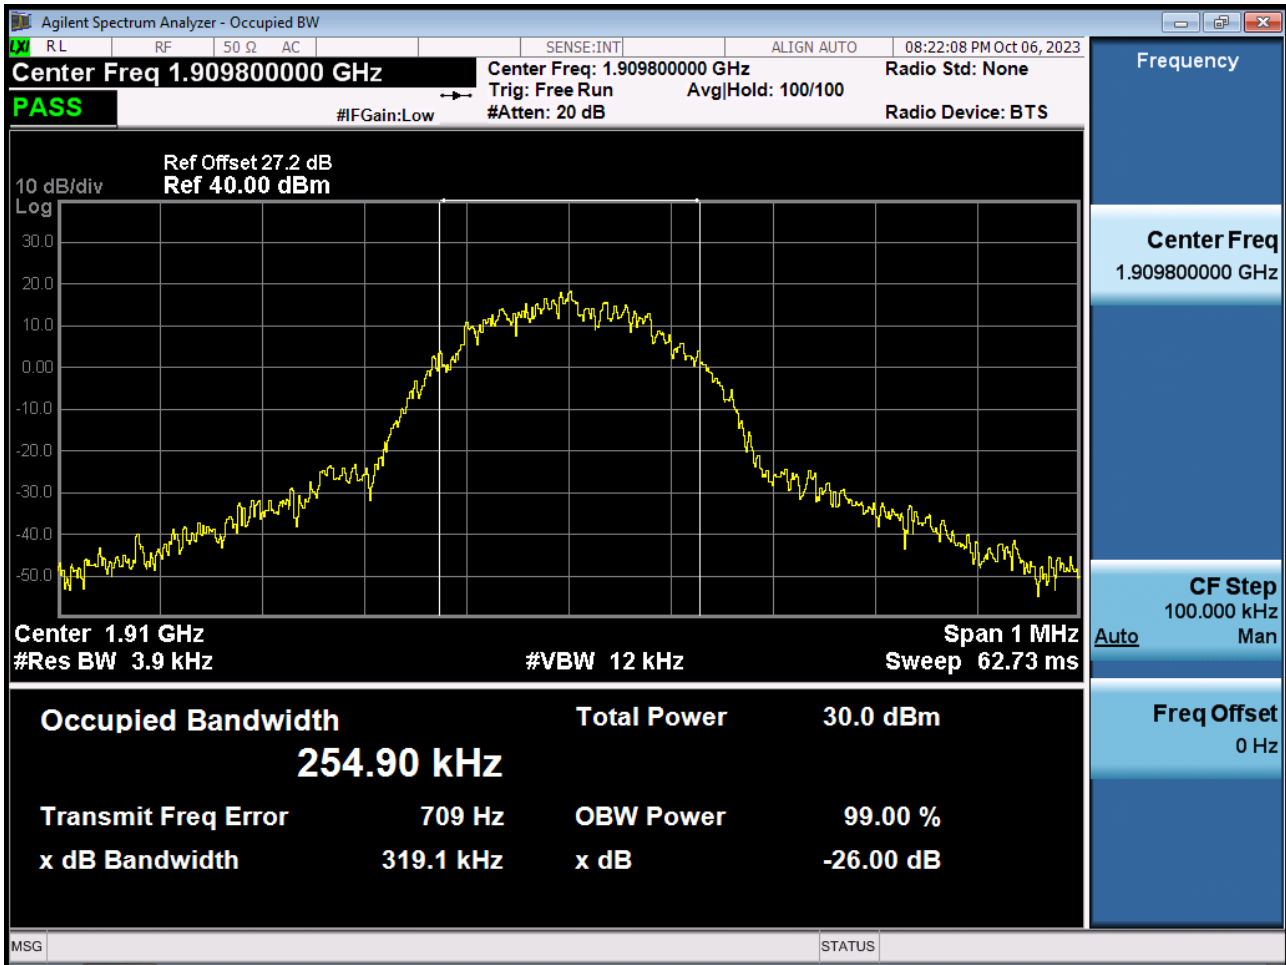 Agilent Spectrum Analyzer - Occupied BW
LXI RL RF 50 Ω AC SENSE:INT ALIGN AUTO 08:22:08 PM Oct 06, 2023
Center Freq 1.909800000 GHz
PASS
#IFGain:Low
Center Freq: 1.909800000 GHz
Trig: Free Run Avg|Hold: 100/100
#Atten: 20 dB
Radio Std: None
Radio Device: BTS
Ref Offset 27.2 dB
10 dB/div Ref 40.00 dBm
Log
30.0
20.0
10.0
0.00
-10.0
-20.0
-30.0
-40.0
-50.0
Center 1.91 GHz Span 1 MHz
#Res BW 3.9 kHz #VBW 12 kHz Sweep 62.73 ms
Occupied Bandwidth Total Power 30.0 dBm
254.90 kHz
Transmit Freq Error 709 Hz OBW Power 99.00 %
x dB Bandwidth 319.1 kHz x dB -26.00 dB
MSG STATUS
Frequency
Center Freq
1.909800000 GHz
CF Step
100.000 kHz
Auto Man
Freq Offset
0 Hz